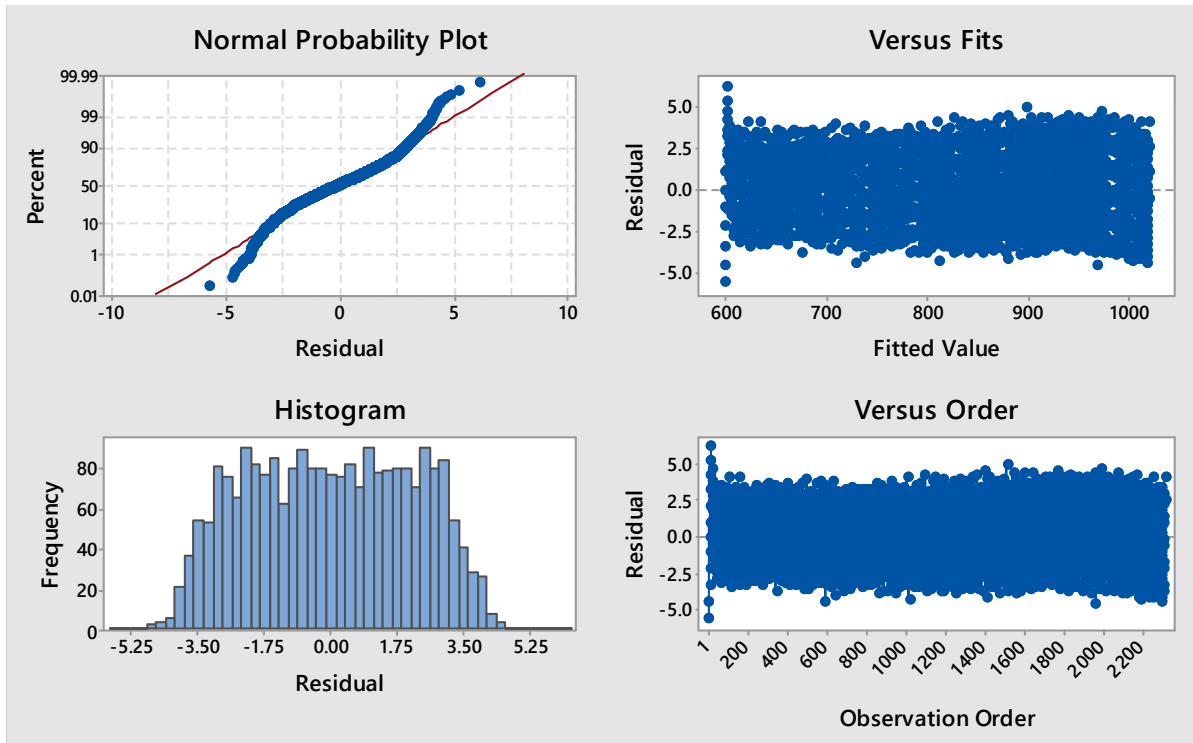 Normal Probability Plot
99.99
99
90
50
10
1
0.01
Percent
-10 -5 0 5 10
Residual
Versus Fits
5.0
2.5
0.0
-2.5
-5.0
Residual
600 700 800 900 1000
Fitted Value
Histogram
80
60
40
20
0
Frequency
-5.25 -3.50 -1.75 0.00 1.75 3.50 5.25
Residual
Versus Order
5.0
2.5
0.0
-2.5
-5.0
Residual
1 200 400 600 800 1000 1200 1400 1600 1800 2000 2200
Observation Order